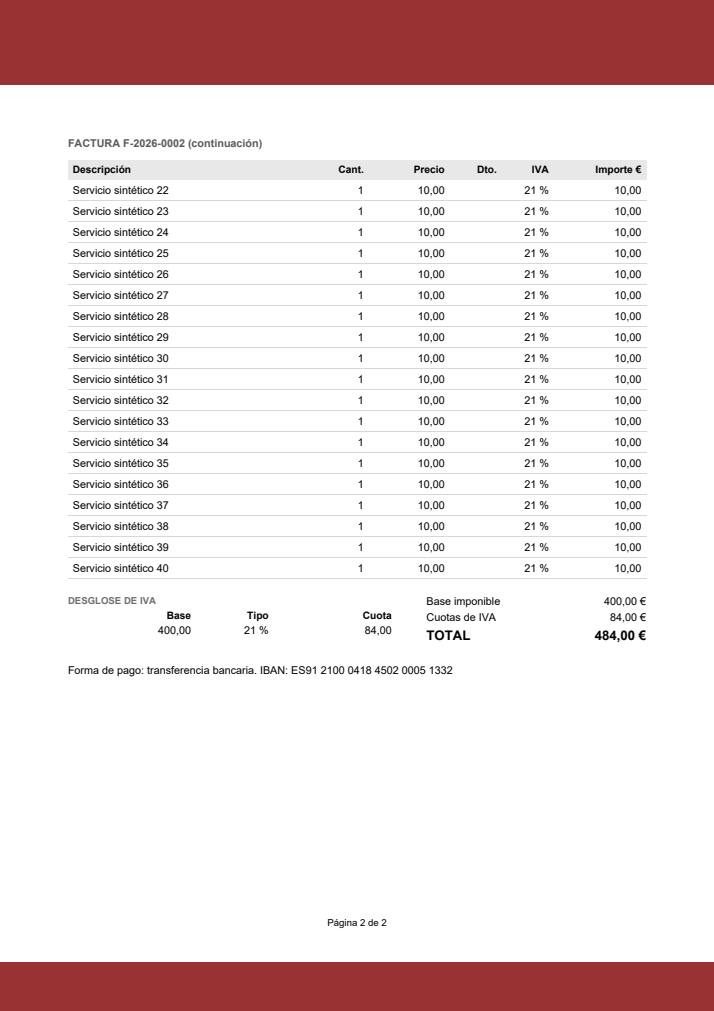 FACTURA F-2026-0002 (continuación)
Descripción Cant. Precio Dto. IVA Importe €
Servicio sintético 22 1 10,00 21 % 10,00
Servicio sintético 23 1 10,00 21 % 10,00
Servicio sintético 24 1 10,00 21 % 10,00
Servicio sintético 25 1 10,00 21 % 10,00
Servicio sintético 26 1 10,00 21 % 10,00
Servicio sintético 27 1 10,00 21 % 10,00
Servicio sintético 28 1 10,00 21 % 10,00
Servicio sintético 29 1 10,00 21 % 10,00
Servicio sintético 30 1 10,00 21 % 10,00
Servicio sintético 31 1 10,00 21 % 10,00
Servicio sintético 32 1 10,00 21 % 10,00
Servicio sintético 33 1 10,00 21 % 10,00
Servicio sintético 34 1 10,00 21 % 10,00
Servicio sintético 35 1 10,00 21 % 10,00
Servicio sintético 36 1 10,00 21 % 10,00
Servicio sintético 37 1 10,00 21 % 10,00
Servicio sintético 38 1 10,00 21 % 10,00
Servicio sintético 39 1 10,00 21 % 10,00
Servicio sintético 40 1 10,00 21 % 10,00
DESGLOSE DE IVA
Base Tipo Cuota
400,00 21 % 84,00
Base imponible 400,00 €
Cuotas de IVA 84,00 €
TOTAL 484,00 €
Forma de pago: transferencia bancaria. IBAN: ES91 2100 0418 4502 0005 1332
Página 2 de 2